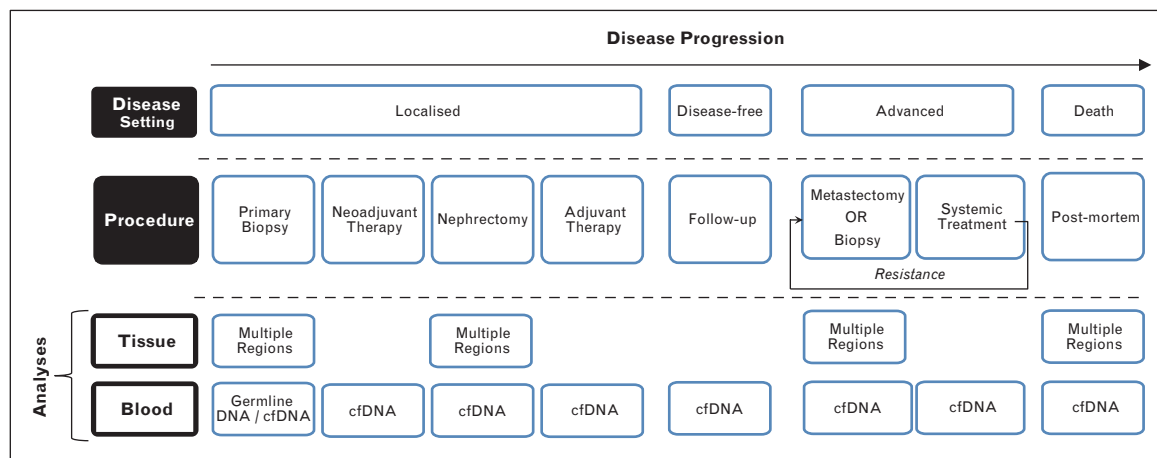 Disease Progression
Disease
Setting
Localised
Disease-free
Advanced
Death
Procedure
Primary
Biopsy
Neoadjuvant
Therapy
Nephrectomy
Adjuvant
Therapy
Follow-up
Metastectomy
OR
Biopsy
Systemic
Treatment
Post-mortem
Resistance
Analyses
Tissue
Multiple
Regions
Multiple
Regions
Multiple
Regions
Multiple
Regions
Blood
Germline
DNA / cfDNA
cfDNA
cfDNA
cfDNA
cfDNA
cfDNA
cfDNA
cfDNA